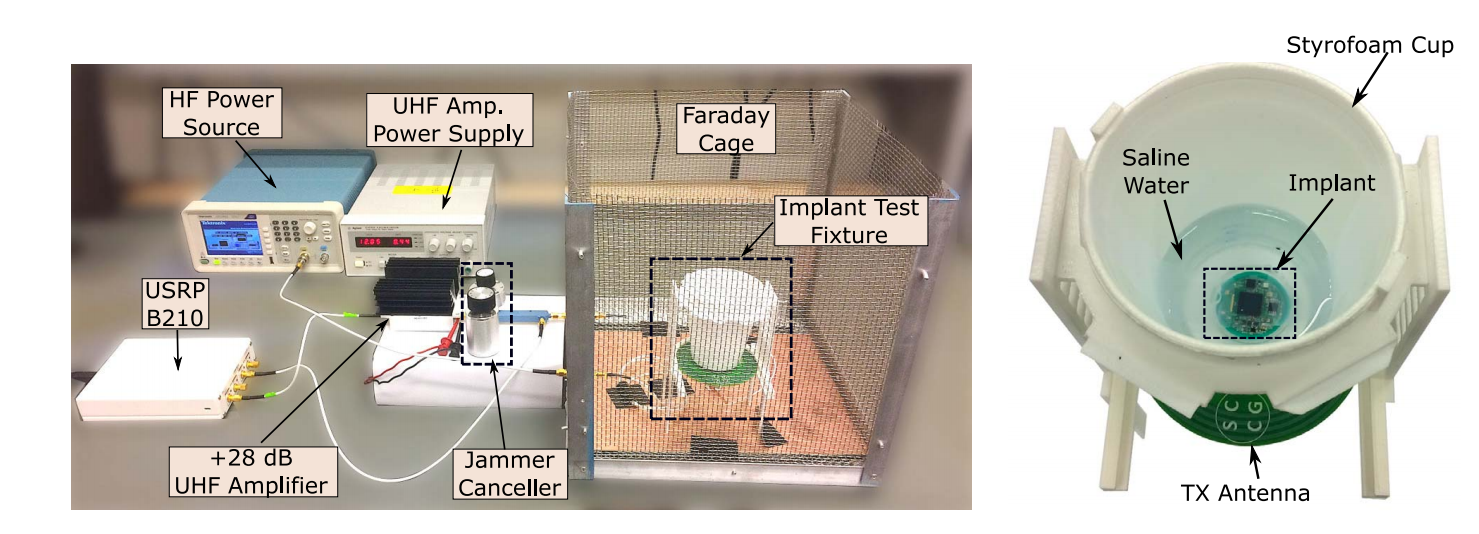 HF Power
Source
UHF Amp.
Power Supply
Faraday
Cage
Implant Test
Fixture
USRP
B210
+28 dB
UHF Amplifier
Jammer
Canceller
Tektronix
Styrofoam Cup
Saline
Water
Implant
S C
C G
TX Antenna